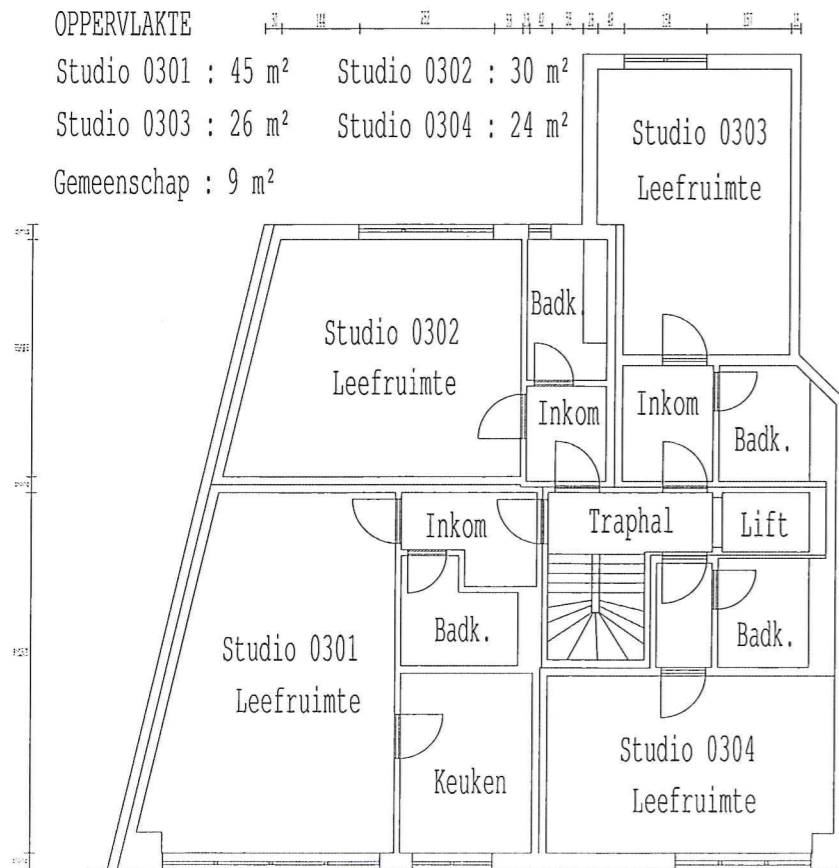 OPPERVLAKTE
Studio 0301 : 45 m² Studio 0302 : 30 m²
Studio 0303 : 26 m² Studio 0304 : 24 m²
Gemeenschap : 9 m²
Studio 0303
Leefruimte
Badk.
Studio 0302
Leefruimte
Inkom
Inkom
Badk.
Inkom
Traphal
Lift
Badk.
Badk.
Studio 0301
Leefruimte
Keuken
Studio 0304
Leefruimte